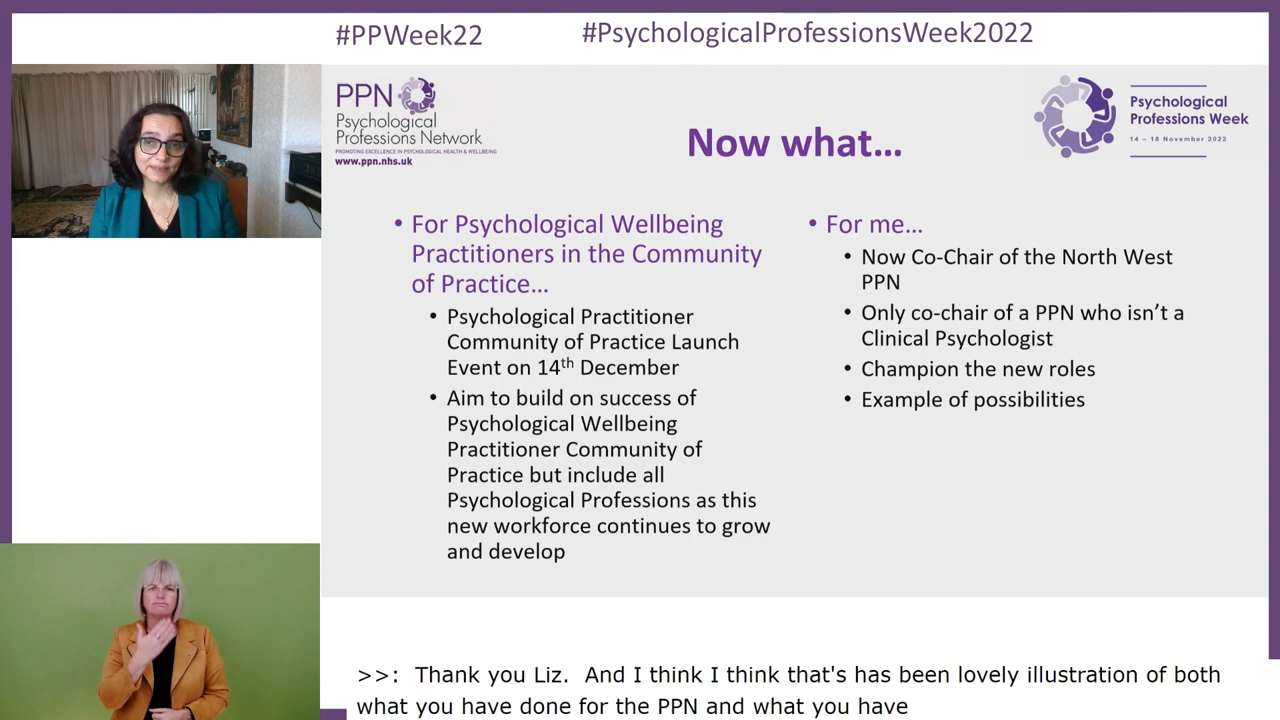 #PPWeek22
#PsychologicalProfessionsWeek2022
PPN
Psychological
Professions Network
PROMOTING EXCELLENCE IN PSYCHOLOGICAL HEALTH & WELLBEING
www.ppn.nhs.uk
Now what...
Psychological
Professions Week
14 – 18 November 2022
• For Psychological Wellbeing
Practitioners in the Community
of Practice...
• Psychological Practitioner
Community of Practice Launch
Event on 14th December
• Aim to build on success of
Psychological Wellbeing
Practitioner Community of
Practice but include all
Psychological Professions as this
new workforce continues to grow
and develop
• For me...
• Now Co-Chair of the North West
PPN
• Only co-chair of a PPN who isn't a
Clinical Psychologist
• Champion the new roles
• Example of possibilities
>>:  Thank you Liz.  And I think I think that's has been lovely illustration of both
what you have done for the PPN and what you have